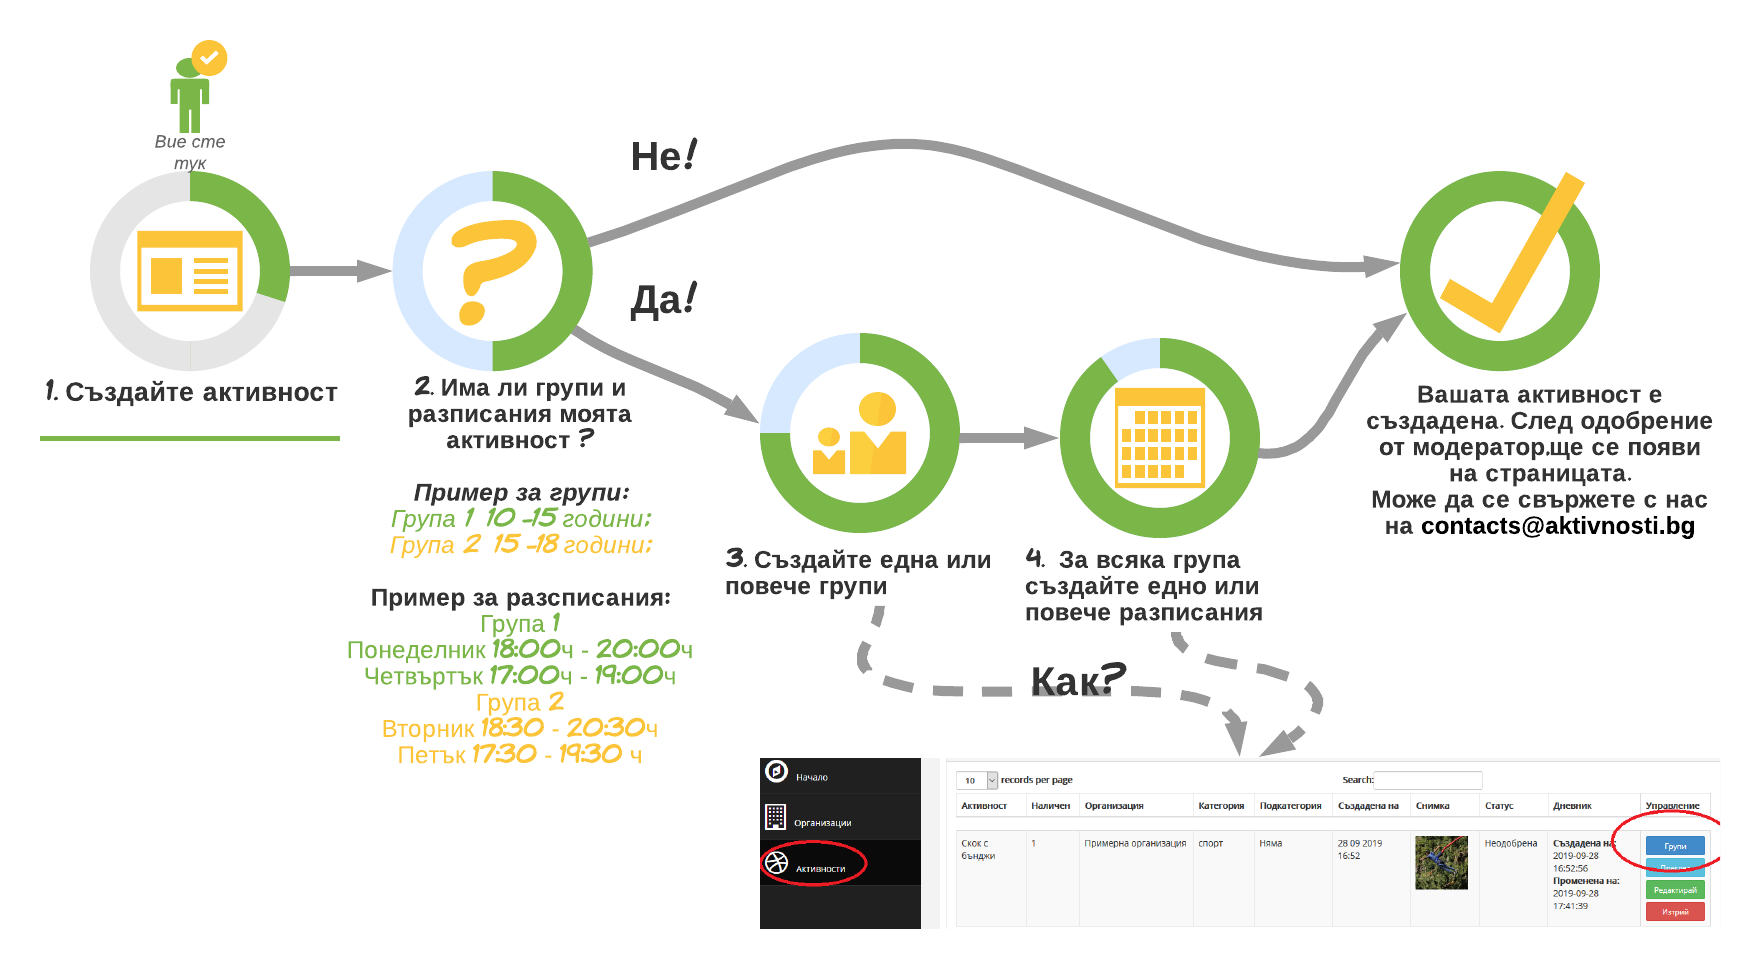 Вие сте
тук
Не!
Да!
1. Създайте активност
2. Има ли групи и
разписания моята
активност ?
Пример за групи:
Група 1 10 -15 години;
Група 2 15 -18 години;
Пример за разсписания:
Група 1
Понеделник 18:00ч - 20:00ч
Четвъртък 17:00ч - 19:00ч
Група 2
Вторник 18:30 - 20:30ч
Петък 17:30 - 19:30 ч
3. Създайте една или
повече групи
4. За всяка група
създайте едно или
повече разписания
Вашата активност е
създадена. След одобрение
от модератор.ще се появи
на страницата.
Може да се свържете с нас
на contacts@aktivnosti.bg
Как?
Начало
Организации
Активности
10 records per page
Search:
Активност Наличен Организация Категория Подкатегория Създадена на Снимка Статус Дневник Управление
Скок с
бънджи
1
Примерна организация
спорт
Няма
28 09 2019
16:52
Неодобрена
Създадена на:
2019-09-28
16:52:56
Променена на:
2019-09-28
17:41:39
Групи
Редактирай
Изтрий